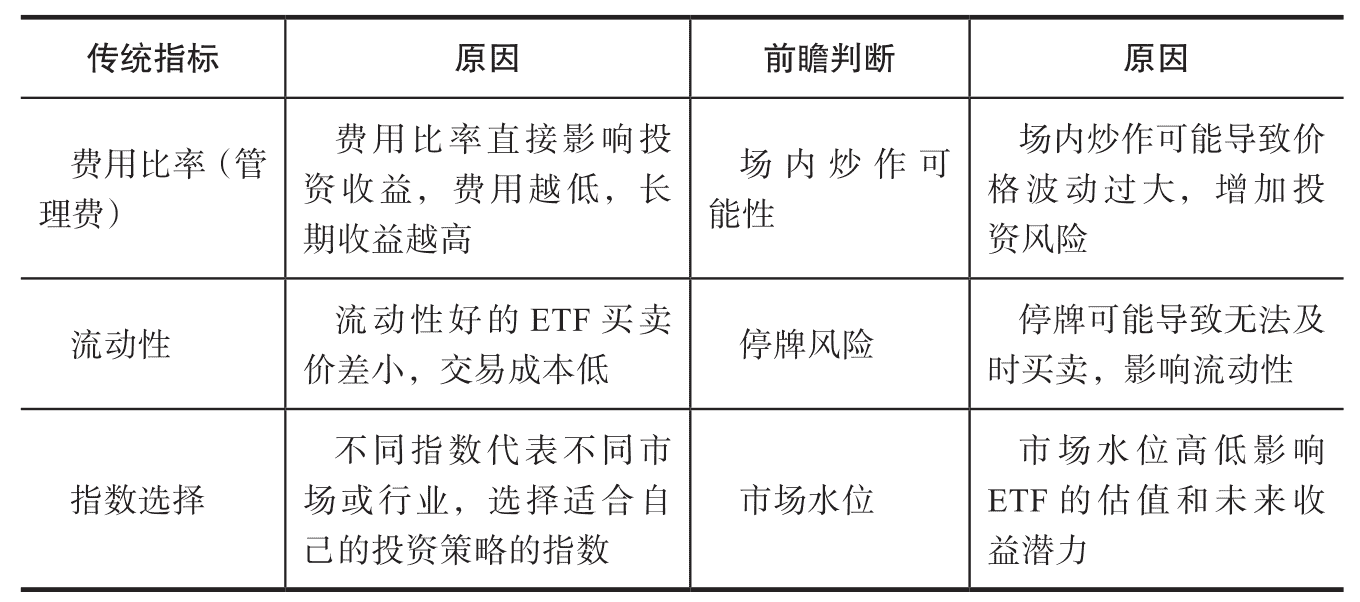 传统指标
原因
前瞻判断
原因
费用比率（管
理费）
费用比率直接影响投
资收益，费用越低，长
期收益越高
场内炒作可
能性
场内炒作可能导致价
格波动过大，增加投
资风险
流动性
流动性好的 ETF 买卖
价差小，交易成本低
停牌风险
停牌可能导致无法及
时买卖，影响流动性
指数选择
不同指数代表不同市
场或行业，选择适合自
己的投资策略的指数
市场水位
市场水位高低影响
ETF 的估值和未来收
益潜力